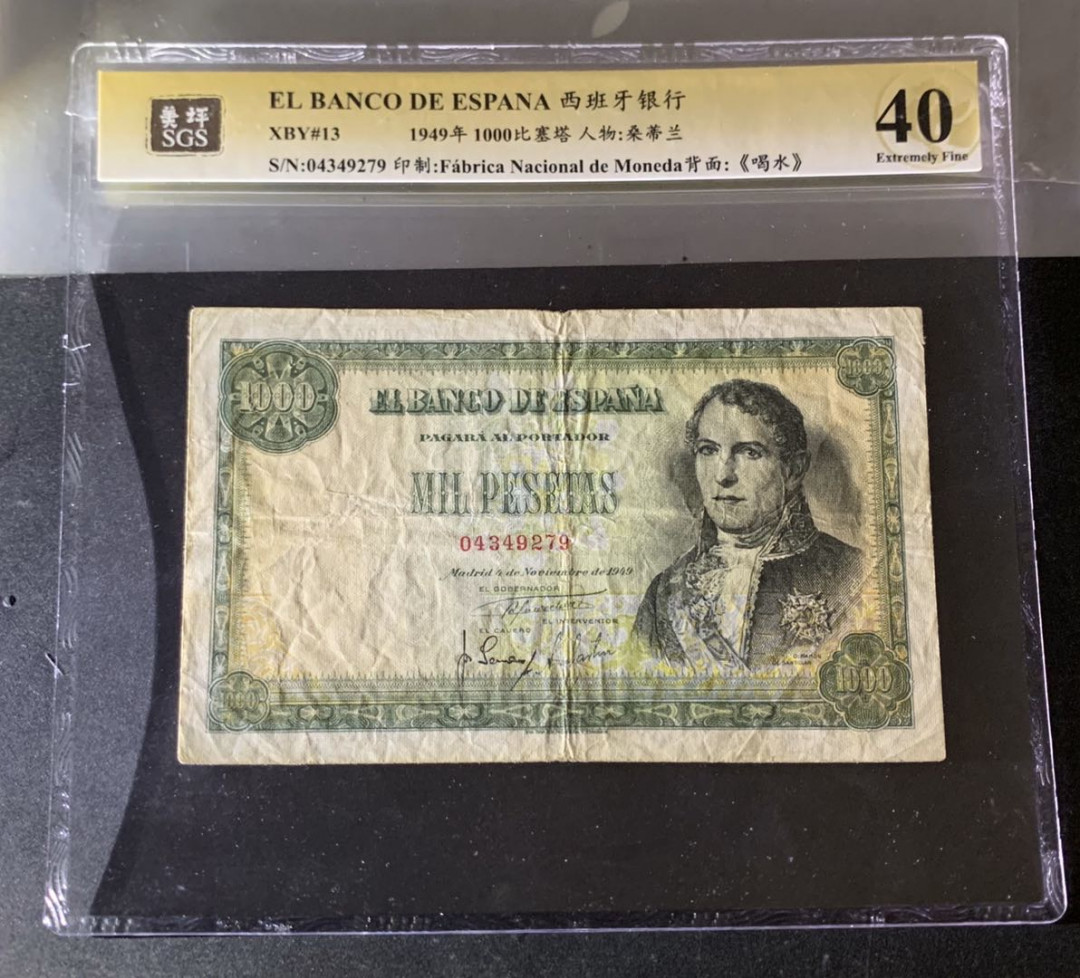 美评
SGS
EL BANCO DE ESPANA 西班牙银行
XBY#13 1949年 1000比塞塔 人物:桑蒂兰
S/N:04349279 印制:Fábrica Nacional de Moneda背面:《喝水》
40
Extremely Fine
1000
1000
EL BANCO DE ESPAÑA
PAGARÁ AL PORTADOR
MIL PESETAS
04349279
Madrid 4 de Noviembre de 1949
EL GOBERNADOR
EL INTERVENTOR
EL CAJERO
1000
1000